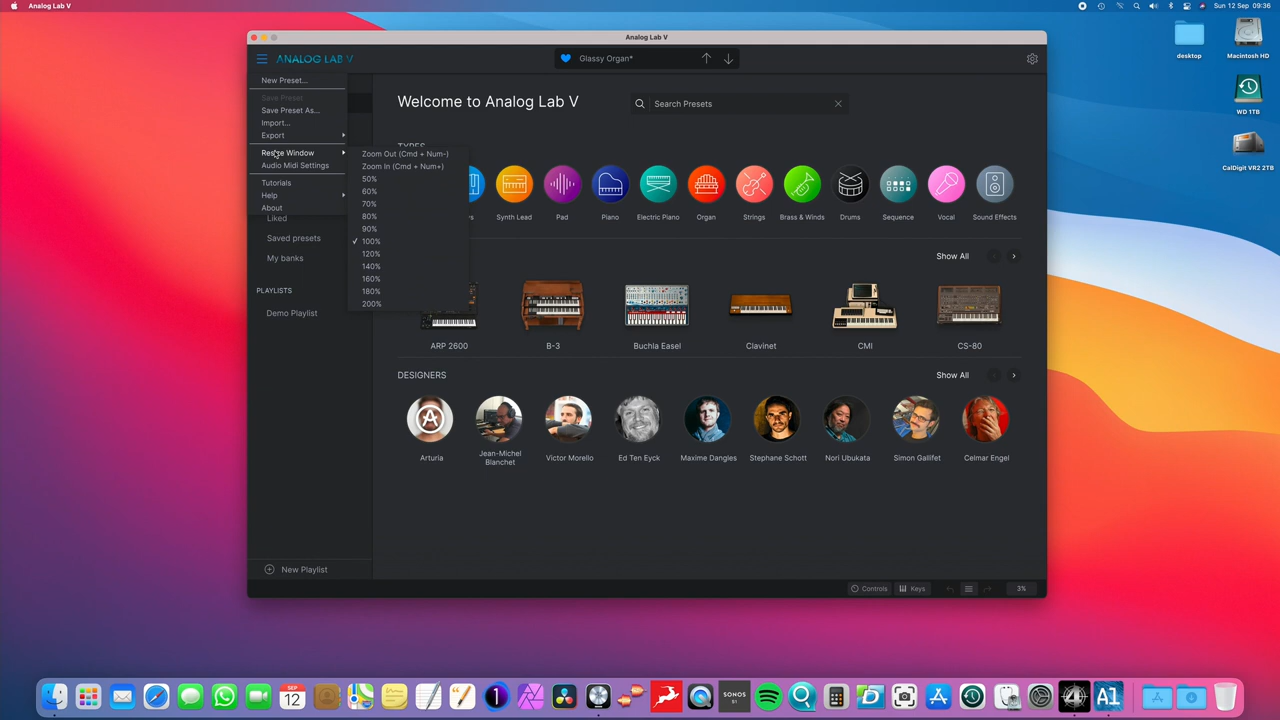 Analog Lab V
Sun 12 Sep 09:36
Analog Lab V
ANALOG LAB V
Glassy Organ*
desktop
Macintosh HD
WD 1TB
CalDigit VR2 2TB
New Preset...
Save Preset
Save Preset As...
Import...
Export
Resize Window
Audio Midi Settings
Tutorials
Help
About
Zoom Out (Cmd + Num-)
Zoom In (Cmd + Num+)
50%
60%
70%
80%
90%
✓ 100%
120%
140%
160%
180%
200%
Liked
Saved presets
My banks
PLAYLISTS
Demo Playlist
New Playlist
Welcome to Analog Lab V
Search Presets
TYPES
Synth Lead
Pad
Piano
Electric Piano
Organ
Strings
Brass & Winds
Drums
Sequence
Vocal
Sound Effects
Show All
ARP 2600
B-3
Buchla Easel
Clavinet
CMI
CS-80
DESIGNERS
Show All
Arturia
Jean-Michel
Blanchet
Victor Morello
Ed Ten Eyck
Maxime Dangles
Stephane Schott
Nori Ubukata
Simon Gallifet
Celmar Engel
Controls
Keys
3%
SEP
12
1
SONOS
S1
A1